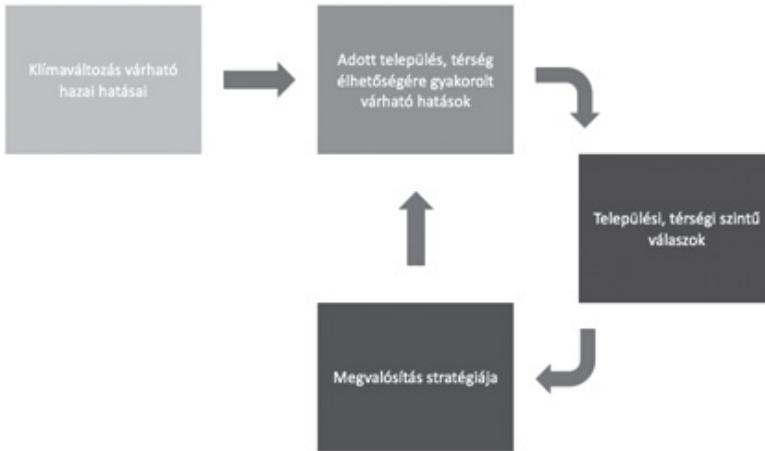 Klímaváltozás várható
hazai hatásai
Adott település, térség
élhetőségére gyakorolt
várható hatások
Települési, térségi szintű
válaszok
Megvalósítás stratégiája